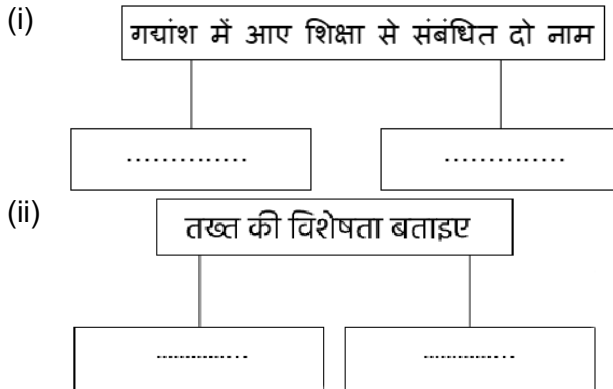 (i) गद्यांश में आए शिक्षा से संबंधित दो नाम
.............. ..............
(ii) तख्त की विशेषता बताइए
.............. ..............